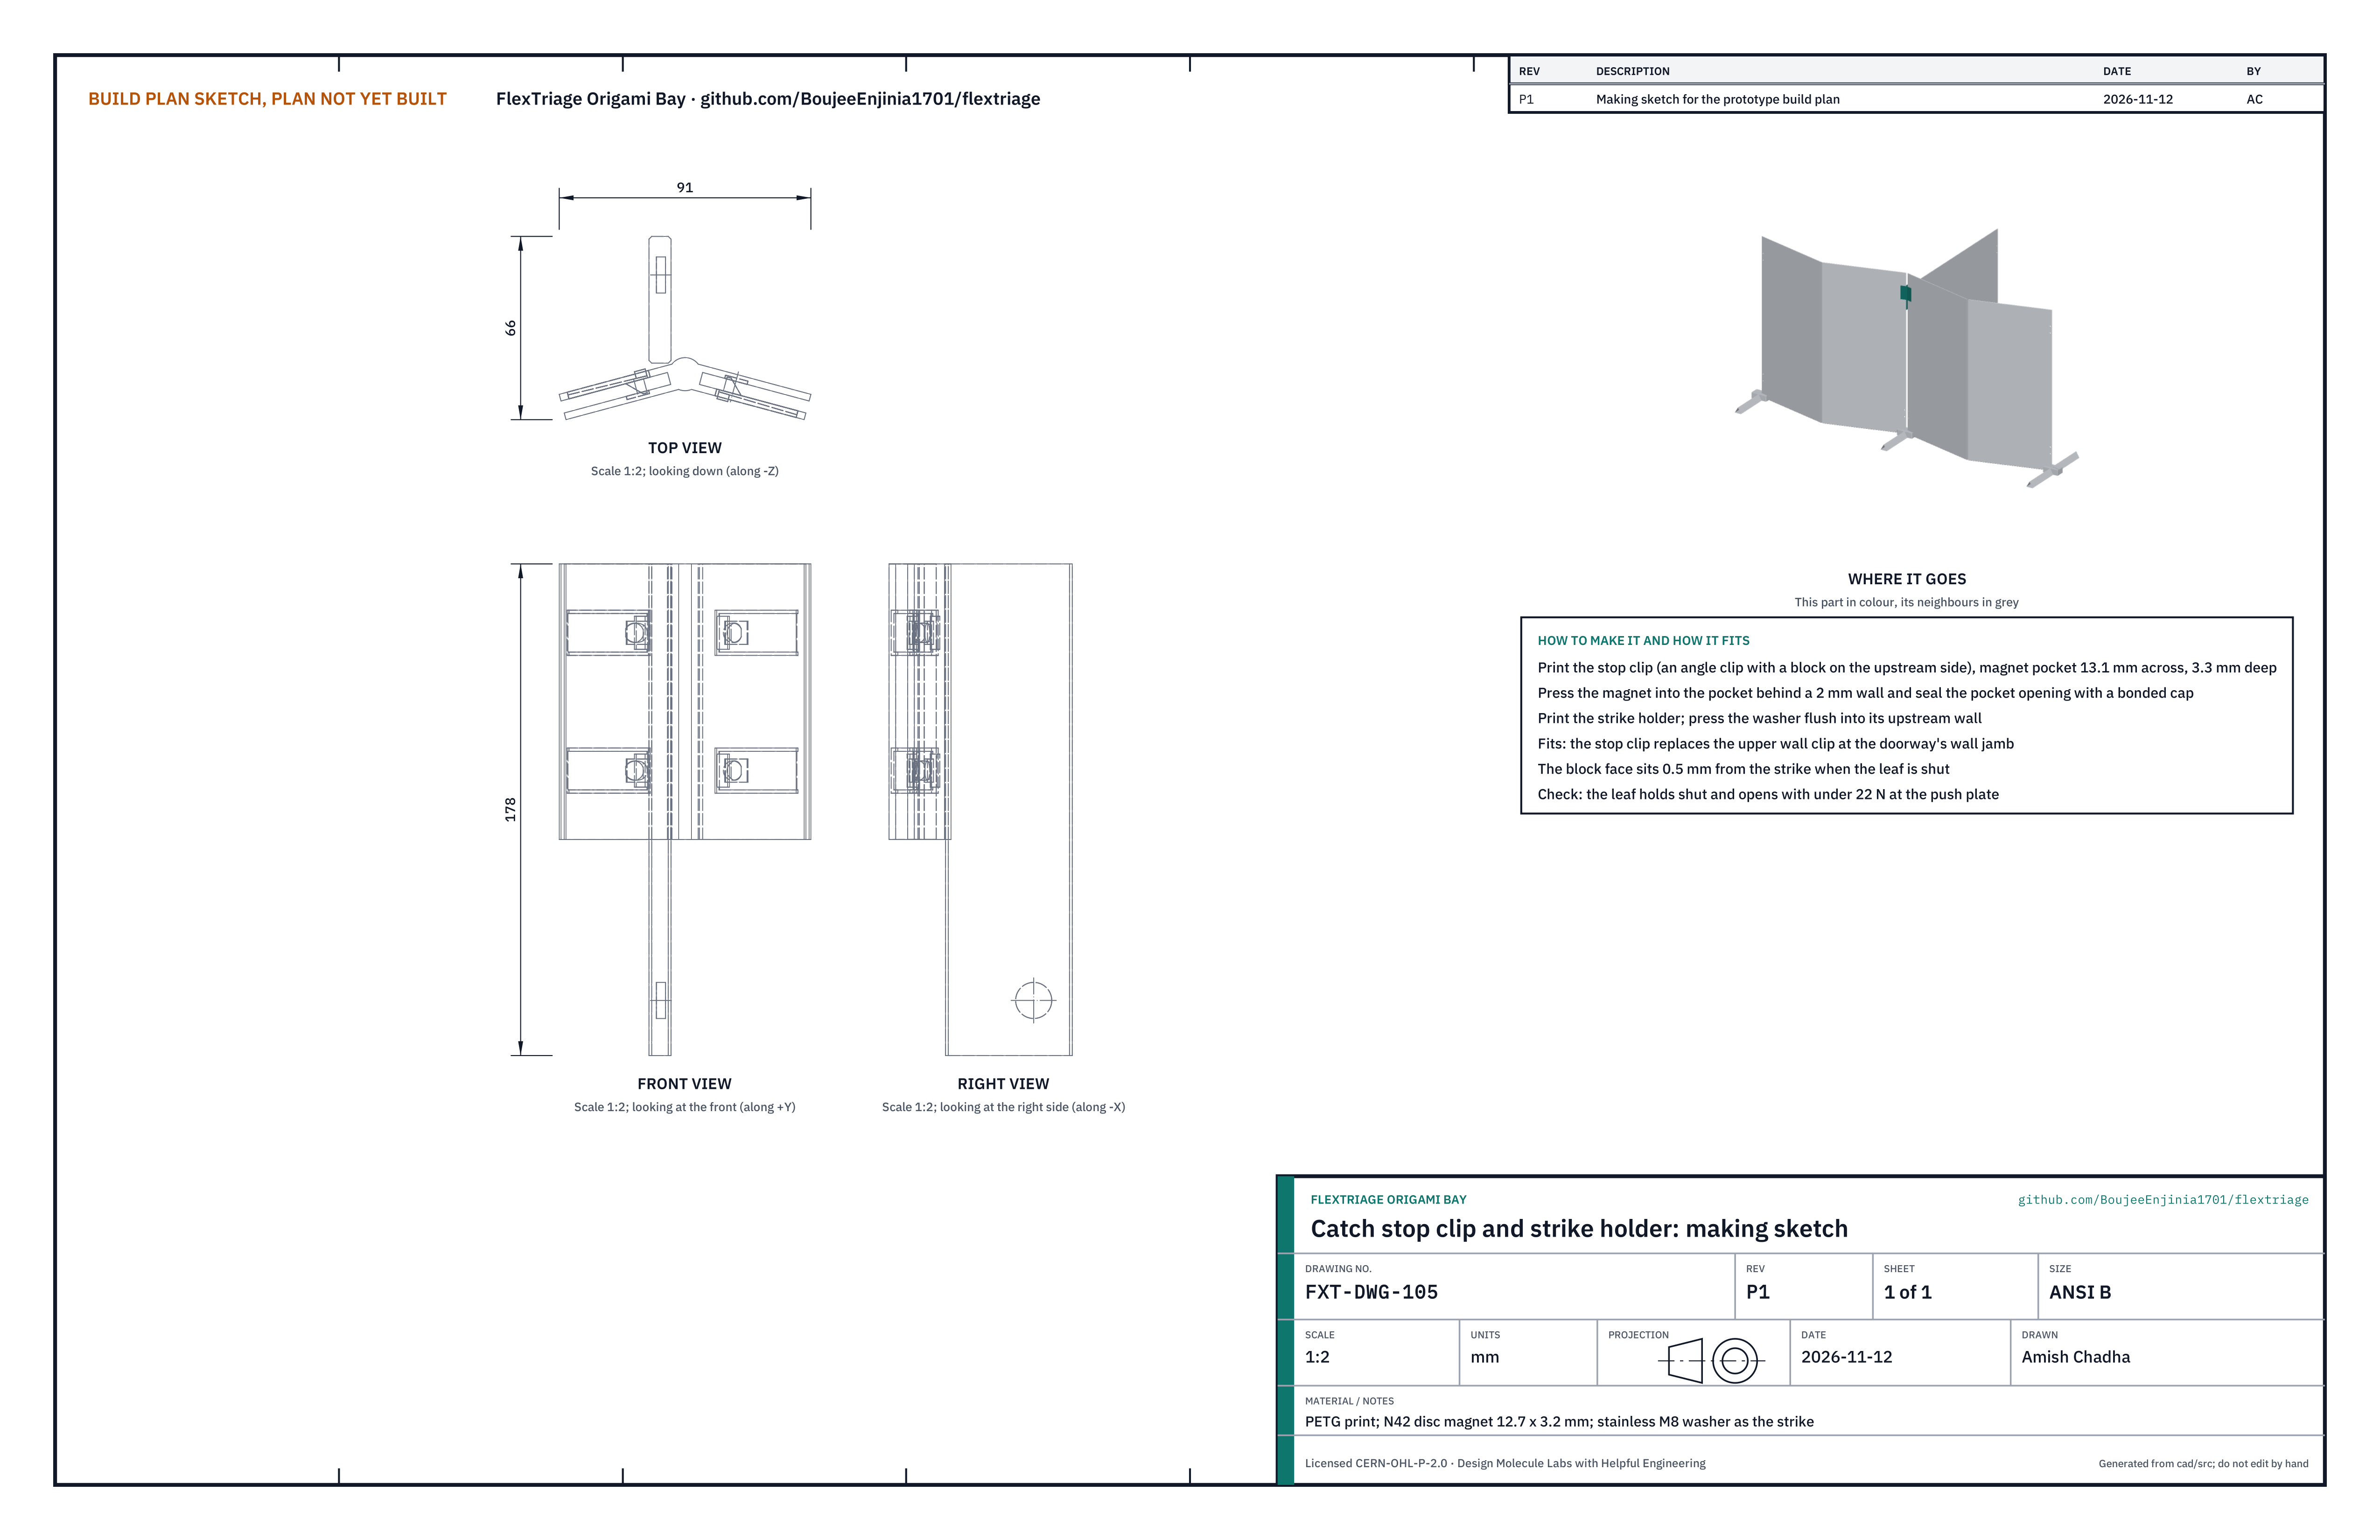 BUILD PLAN SKETCH, PLAN NOT YET BUILT
FlexTriage Origami Bay · github.com/BoujeeEnjinia1701/flextriage
REV DESCRIPTION DATE BY
P1 Making sketch for the prototype build plan 2026-11-12 AC
91
66
TOP VIEW
Scale 1:2; looking down (along -Z)
178
FRONT VIEW
Scale 1:2; looking at the front (along +Y)
RIGHT VIEW
Scale 1:2; looking at the right side (along -X)
WHERE IT GOES
This part in colour, its neighbours in grey
HOW TO MAKE IT AND HOW IT FITS
Print the stop clip (an angle clip with a block on the upstream side), magnet pocket 13.1 mm across, 3.3 mm deep
Press the magnet into the pocket behind a 2 mm wall and seal the pocket opening with a bonded cap
Print the strike holder; press the washer flush into its upstream wall
Fits: the stop clip replaces the upper wall clip at the doorway's wall jamb
The block face sits 0.5 mm from the strike when the leaf is shut
Check: the leaf holds shut and opens with under 22 N at the push plate
FLEXTRIAGE ORIGAMI BAY github.com/BoujeeEnjinia1701/flextriage
Catch stop clip and strike holder: making sketch
DRAWING NO. REV SHEET SIZE
FXT-DWG-105 P1 1 of 1 ANSI B
SCALE UNITS PROJECTION DATE DRAWN
1:2 mm 2026-11-12 Amish Chadha
MATERIAL / NOTES
PETG print; N42 disc magnet 12.7 x 3.2 mm; stainless M8 washer as the strike
Licensed CERN-OHL-P-2.0 · Design Molecule Labs with Helpful Engineering Generated from cad/src; do not edit by hand